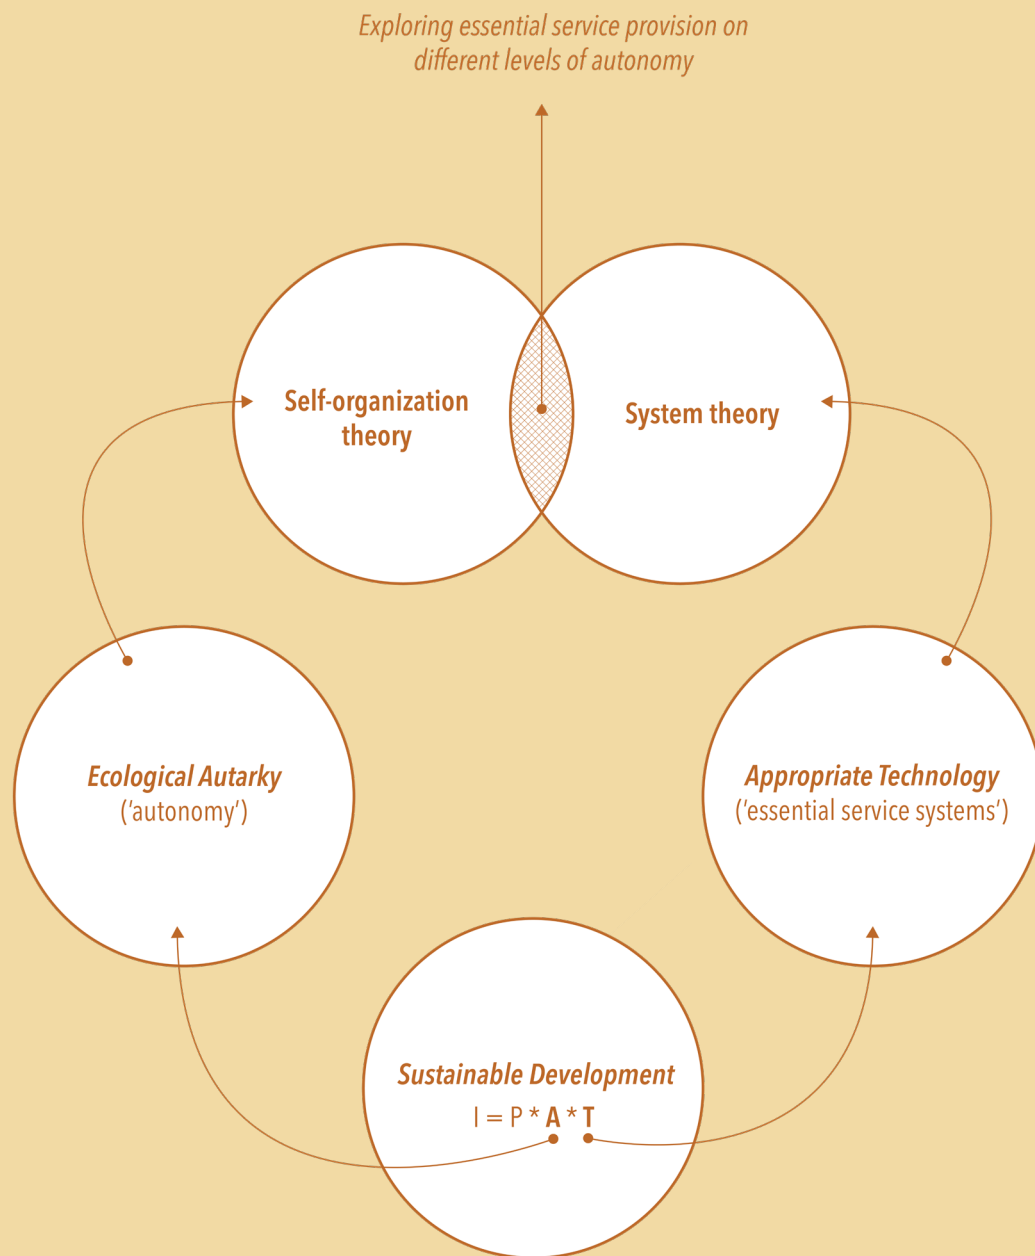 Exploring essential service provision on
different levels of autonomy
Self-organization
theory
System theory
Ecological Autarky
(‘autonomy’)
Appropriate Technology
(‘essential service systems’)
Sustainable Development
I = P * A * T